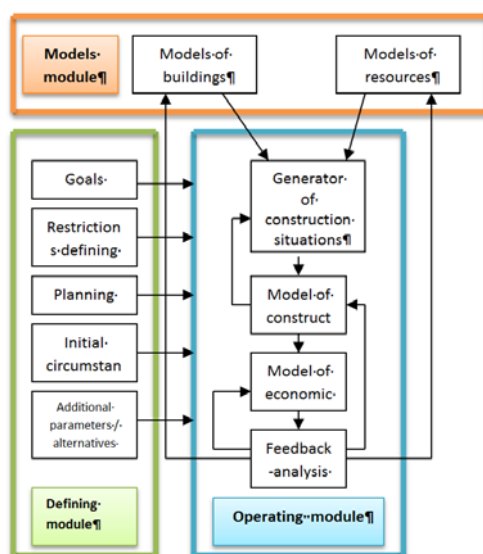 Models·
module¶
Models·of·
buildings¶
Models·of·
resources¶
Goals·
Restriction
s·defining·
Planning·
Initial·
circumstan
Additional·
parameters·/·
alternatives·
Defining·
module¶
Generator·
of·
construction·
situations¶
Model·of·
construct
Model·of·
economic·
Feedback
-analysis·
Operating··module¶